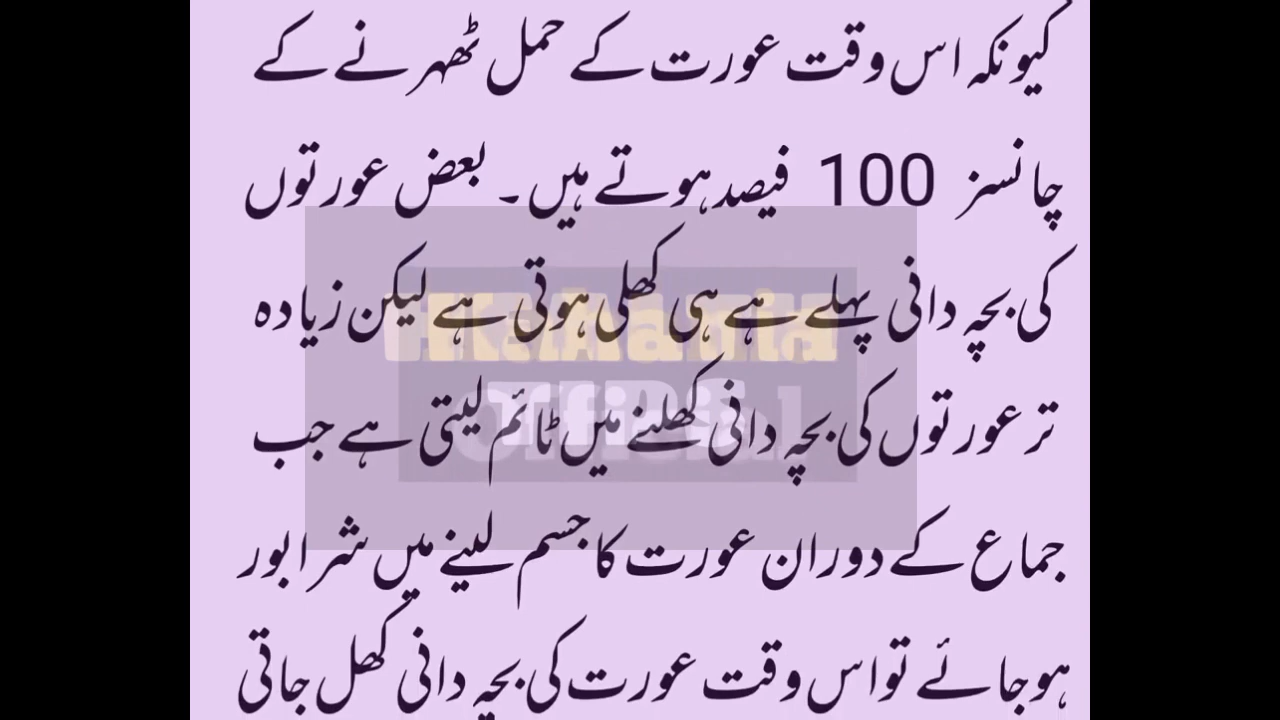 کیونکہ اس وقت عورت کے حمل ٹھہرنے کے
چانسز 100 فیصد ہوتے ہیں۔ بعض عورتوں
کی بچہ دانی پہلے ہے ہی کھلی ہوتی ہے لیکن زیادہ
تر عورتوں کی بچہ دانی کھلنے میں ٹائم لیتی ہے جب
جماع کے دوران عورت کا جسم لینے میں شرابور
ہوجائے تو اس وقت عورت کی بچہ دانی کھل جاتی